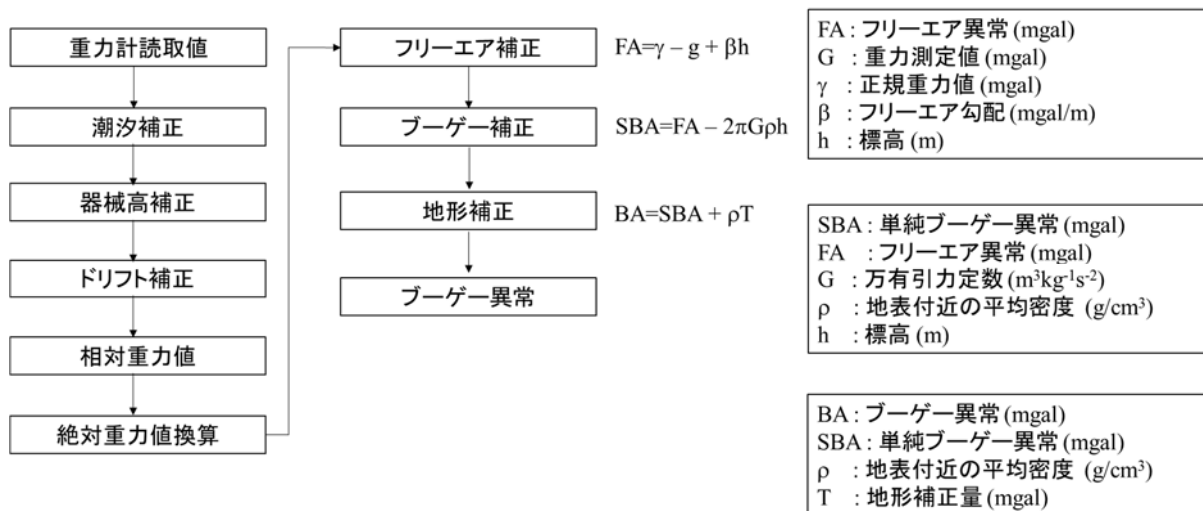 重力計読取値
潮汐補正
器械高補正
ドリフト補正
相対重力値
絶対重力値換算
フリーエア補正
FA=γ – g + βh
ブーゲー補正
SBA=FA – 2πGρh
地形補正
BA=SBA + ρT
ブーゲー異常
FA : フリーエア異常 (mgal)
G : 重力測定値 (mgal)
γ : 正規重力値 (mgal)
β : フリーエア勾配 (mgal/m)
h : 標高 (m)
SBA : 単純ブーゲー異常 (mgal)
FA : フリーエア異常 (mgal)
G : 万有引力定数 (m³kg⁻¹s⁻²)
ρ : 地表付近の平均密度 (g/cm³)
h : 標高 (m)
BA : ブーゲー異常 (mgal)
SBA : 単純ブーゲー異常 (mgal)
ρ : 地表付近の平均密度 (g/cm³)
T : 地形補正量 (mgal)